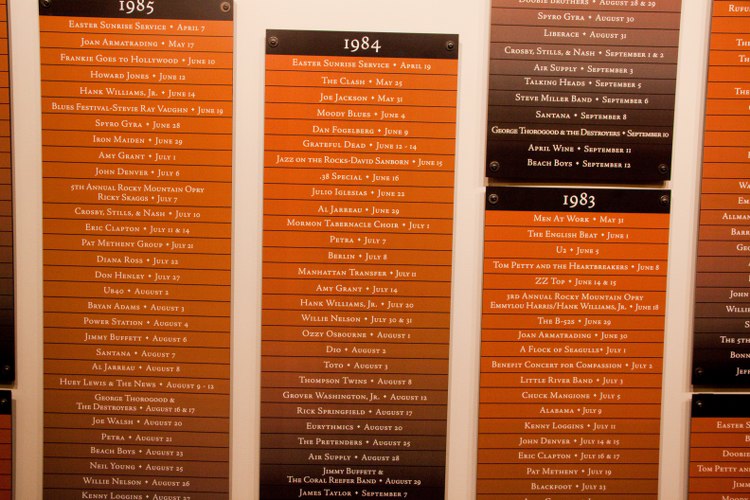 1985
Easter Sunrise Service • April 7
Joan Armatrading • May 17
Frankie Goes to Hollywood • June 10
Howard Jones • June 12
Hank Williams, Jr. • June 14
Blues Festival-Stevie Ray Vaughn • June 19
Spyro Gyra • June 28
Iron Maiden • June 29
Amy Grant • July 1
John Denver • July 6
5th Annual Rocky Mountain Opry
Ricky Skaggs • July 7
Crosby, Stills, & Nash • July 10
Eric Clapton • July 11 & 14
Pat Metheny Group • July 21
Diana Ross • July 22
Don Henley • July 27
UB40 • August 2
Bryan Adams • August 3
Power Station • August 4
Jimmy Buffett • August 6
Santana • August 7
Al Jarreau • August 8
Huey Lewis & The News • August 9 - 12
George Thorogood &
The Destroyers • August 16 & 17
Joe Walsh • August 20
Petra • August 21
Beach Boys • August 23
Neil Young • August 25
Willie Nelson • August 26
Kenny Loggins • August 27
1984
Easter Sunrise Service • April 19
The Clash • May 25
Joe Jackson • May 31
Moody Blues • June 4
Dan Fogelberg • June 9
Grateful Dead • June 12 - 14
Jazz on the Rocks-David Sanborn • June 15
.38 Special • June 16
Julio Iglesias • June 22
Al Jarreau • June 29
Mormon Tabernacle Choir • July 1
Petra • July 7
Berlin • July 8
Manhattan Transfer • July 11
Amy Grant • July 14
Hank Williams, Jr. • July 20
Willie Nelson • July 30 & 31
Ozzy Osbourne • August 1
Dio • August 2
Toto • August 3
Thompson Twins • August 8
Grover Washington, Jr. • August 12
Rick Springfield • August 17
Eurythmics • August 20
The Pretenders • August 25
Air Supply • August 28
Jimmy Buffett &
The Coral Reefer Band • August 29
James Taylor • September 7
Doobie Brothers • August 28 & 29
Spyro Gyra • August 30
Liberace • August 31
Crosby, Stills, & Nash • September 1 & 2
Air Supply • September 3
Talking Heads • September 5
Steve Miller Band • September 6
Santana • September 8
George Thorogood & the Destroyers • September 10
April Wine • September 11
Beach Boys • September 12
1983
Men At Work • May 31
The English Beat • June 1
U2 • June 5
Tom Petty and the Heartbreakers • June 8
ZZ Top • June 14 & 15
3rd Annual Rocky Mountain Opry
Emmylou Harris/Hank Williams, Jr. • June 18
The B-52s • June 29
Joan Armatrading • June 30
A Flock of Seagulls • July 1
Benefit Concert for Compassion • July 2
Little River Band • July 3
Chuck Mangione • July 5
Alabama • July 9
Kenny Loggins • July 11
John Denver • July 14 & 15
Eric Clapton • July 16 & 17
Pat Metheny • July 19
Blackfoot • July 23